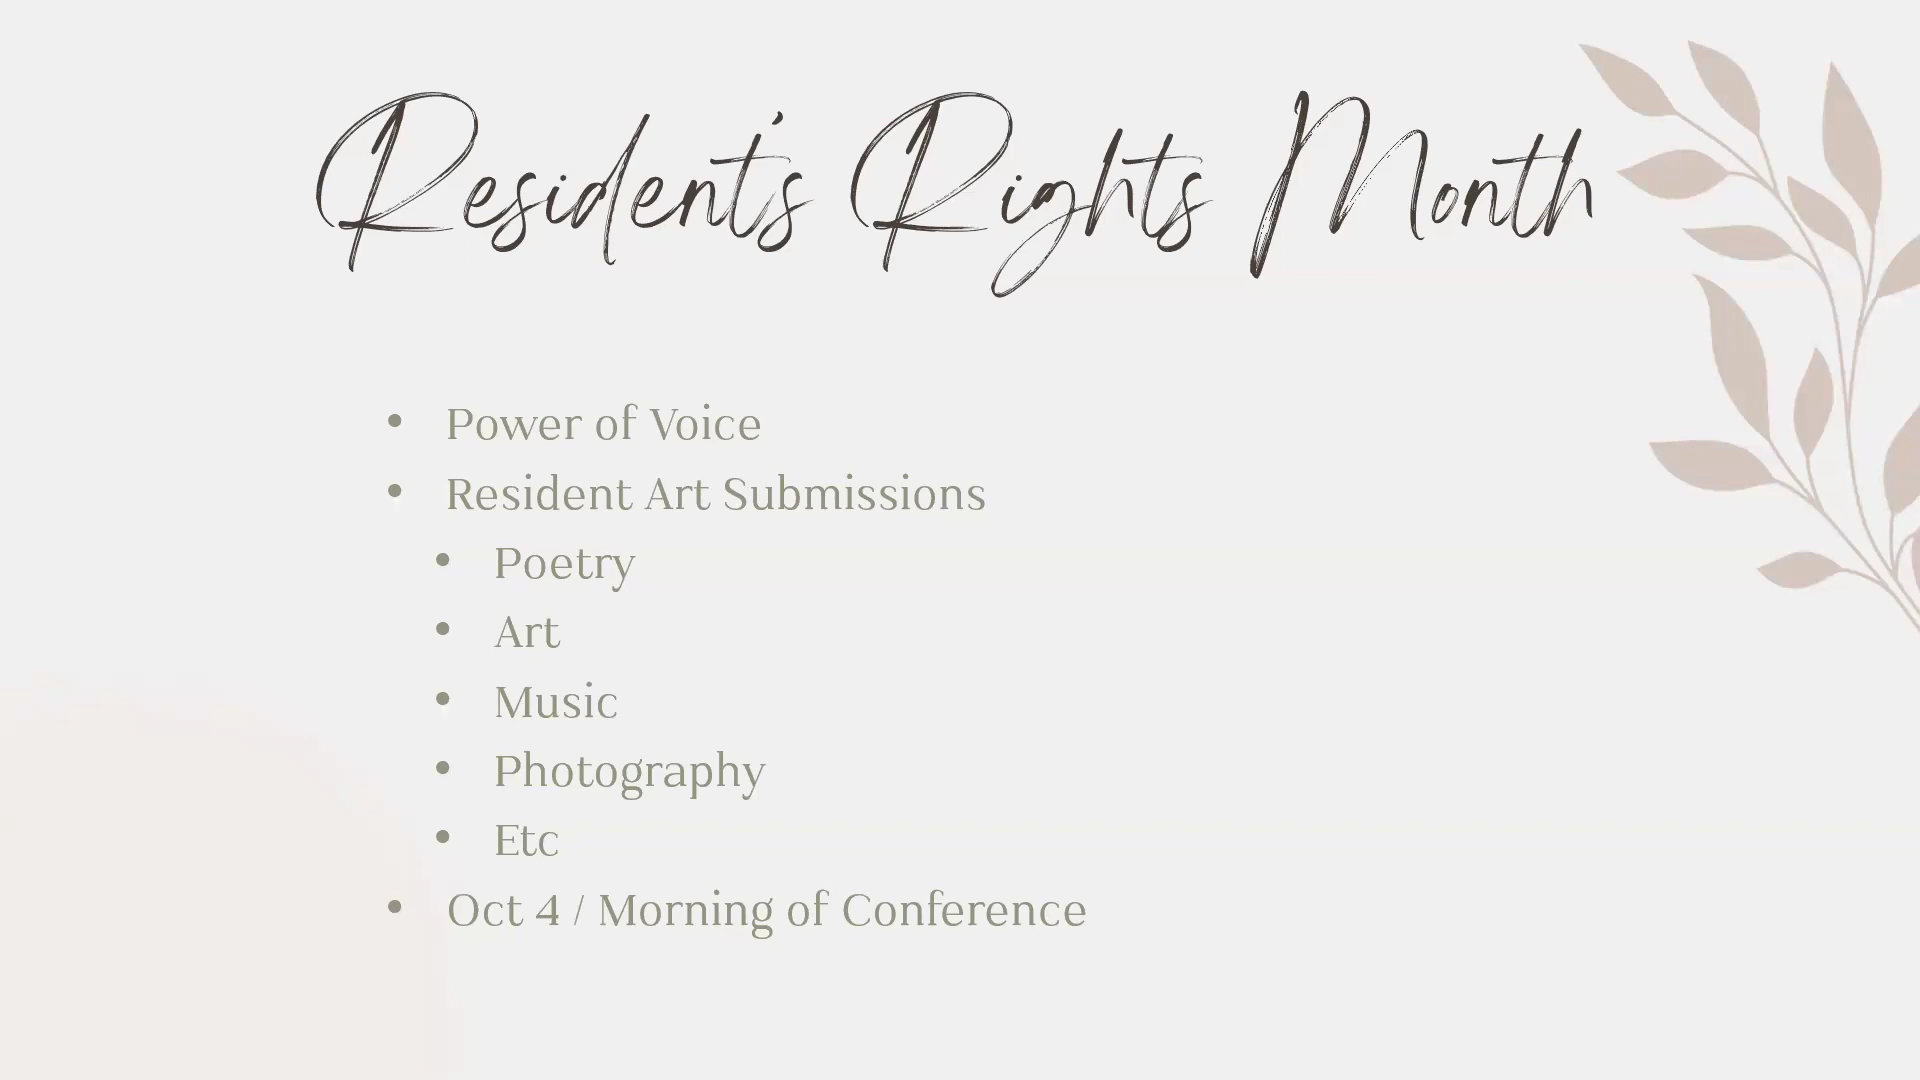 Resident's Rights Month
• Power of Voice
• Resident Art Submissions
• Poetry
• Art
• Music
• Photography
• Etc
• Oct 4 / Morning of Conference